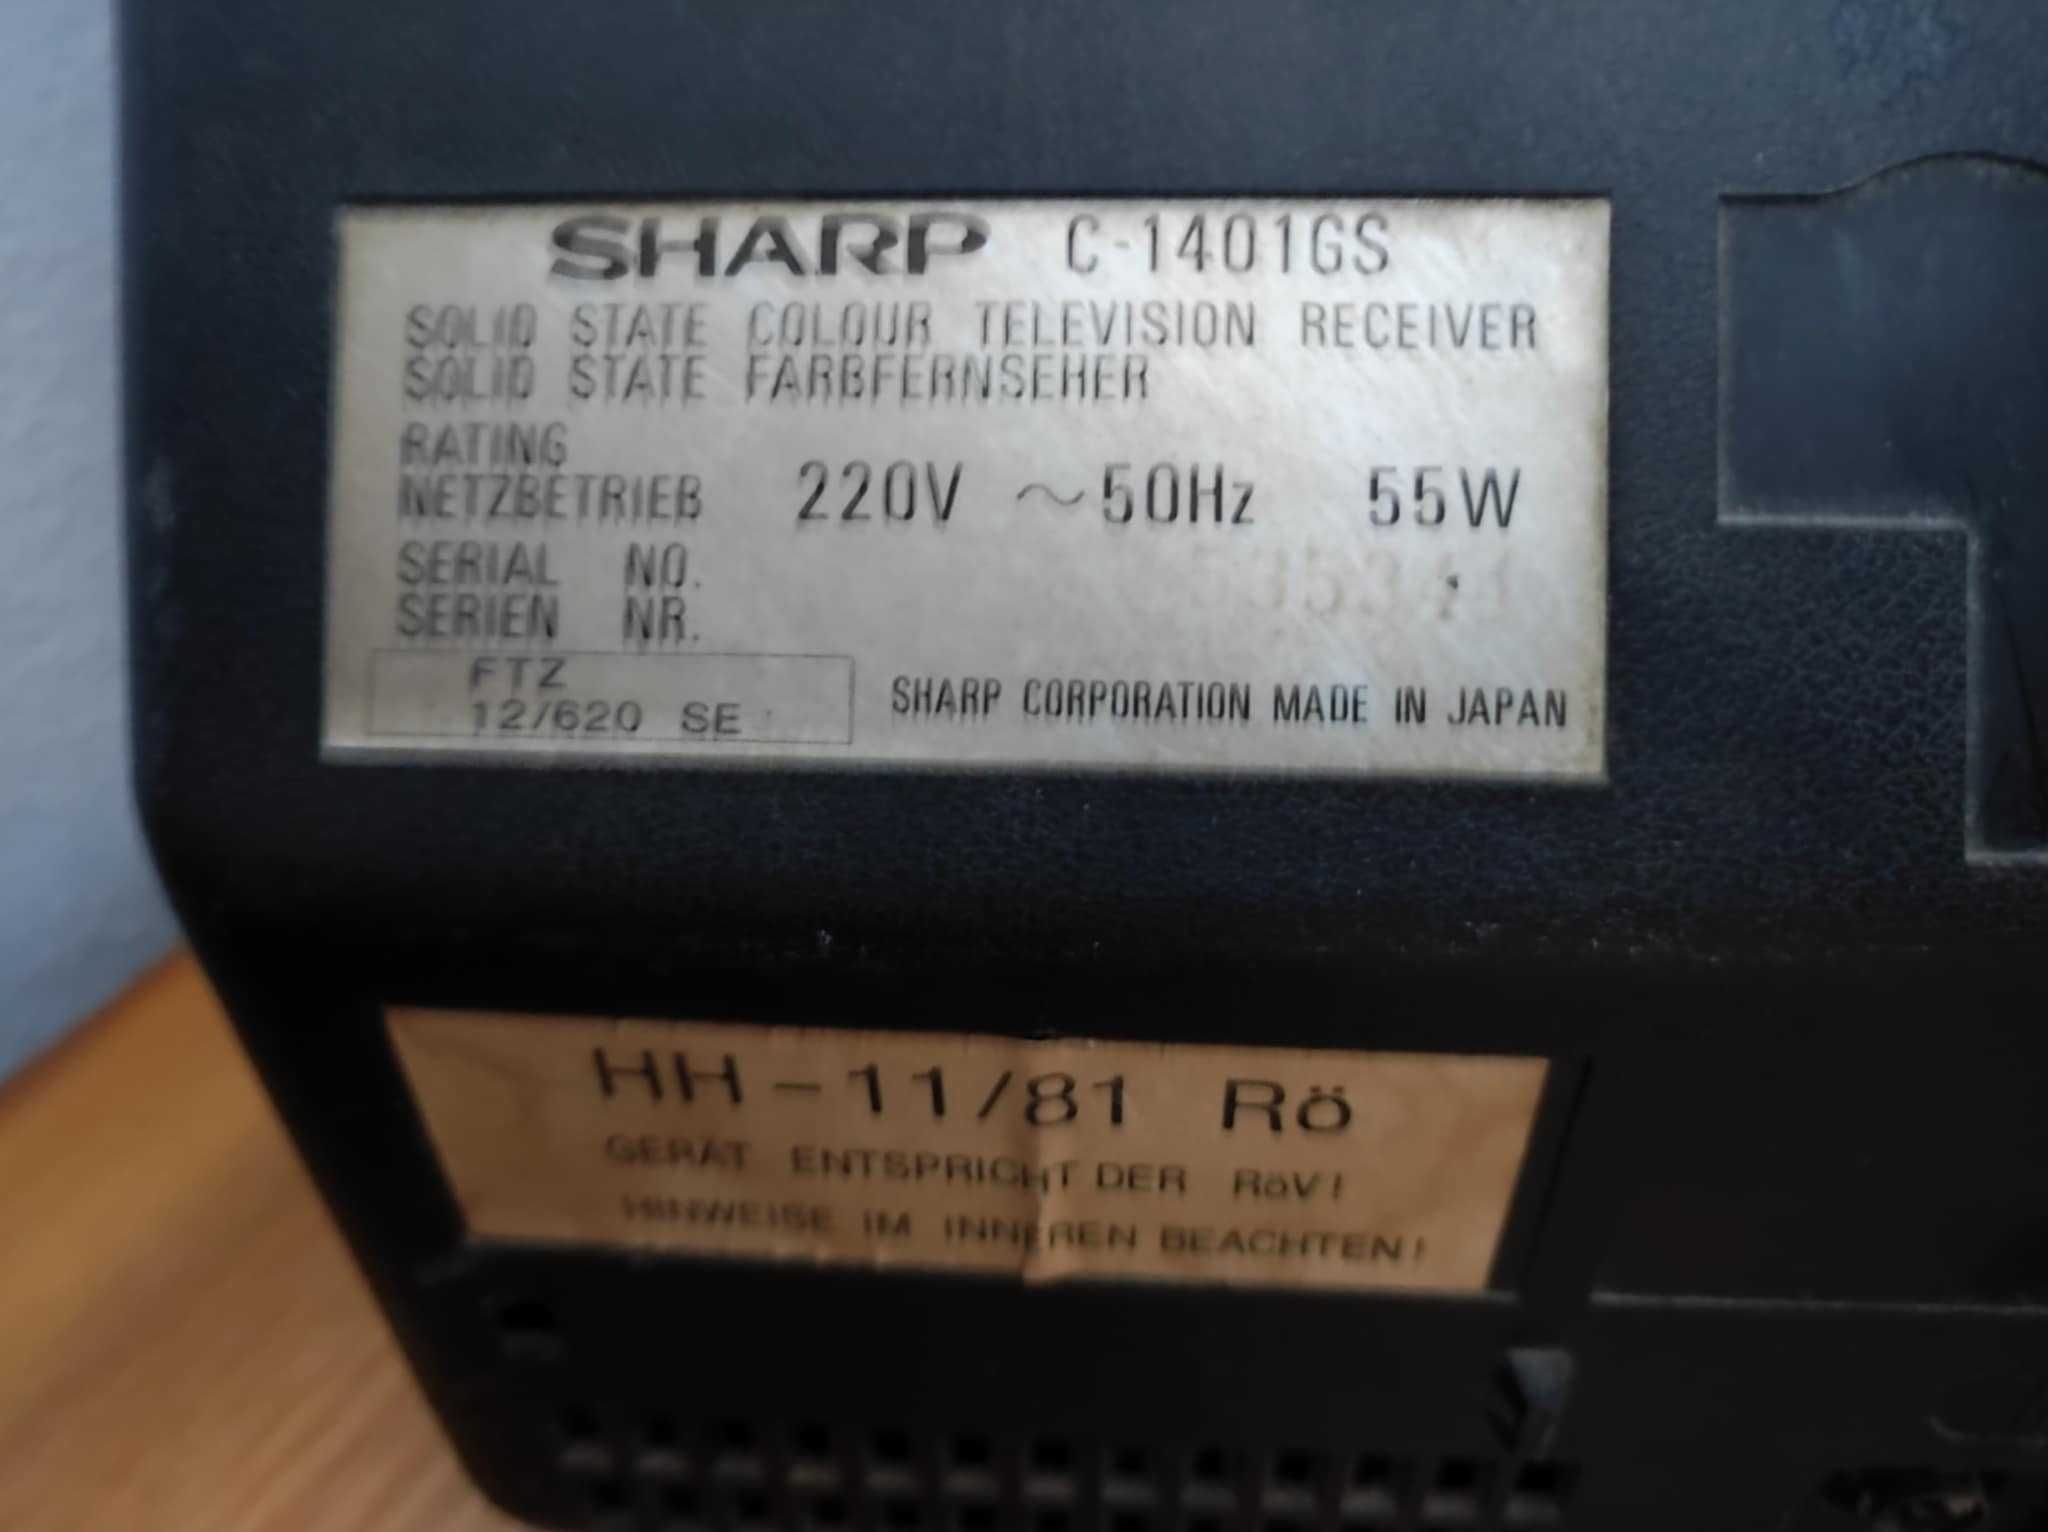 SHARP C-1401GS
SOLID STATE COLOUR TELEVISION RECEIVER
SOLID STATE FARBFERNSEHER
RATING
NETZBETRIEB 220V ~50Hz 55W
SERIAL NO.
SERIEN NR.
FTZ
12/620 SE
SHARP CORPORATION MADE IN JAPAN
HH-11/81 Rö
GERÄT ENTSPRICHT DER RöV!
HINWEISE IM INNEREN BEACHTEN!